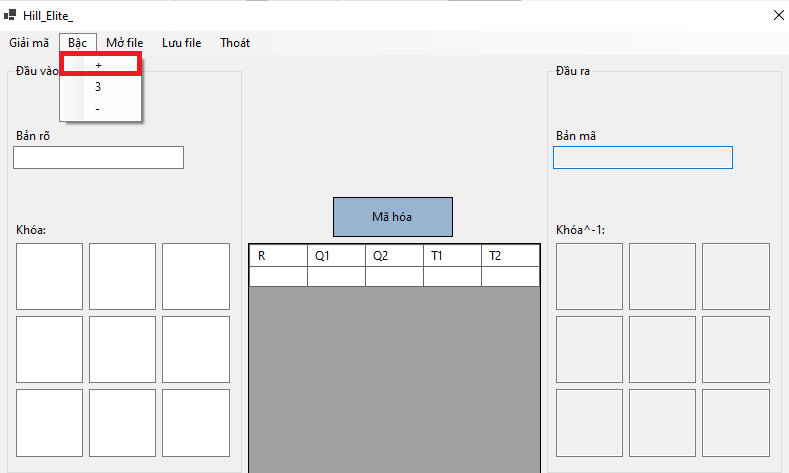 Hill_Elite_
Giải mã Bậc Mở file Lưu file Thoát
+
3
-
Đầu vào
Đầu ra
Bản rõ
Bản mã
Mã hóa
Khóa:
Khóa^-1:
R Q1 Q2 T1 T2